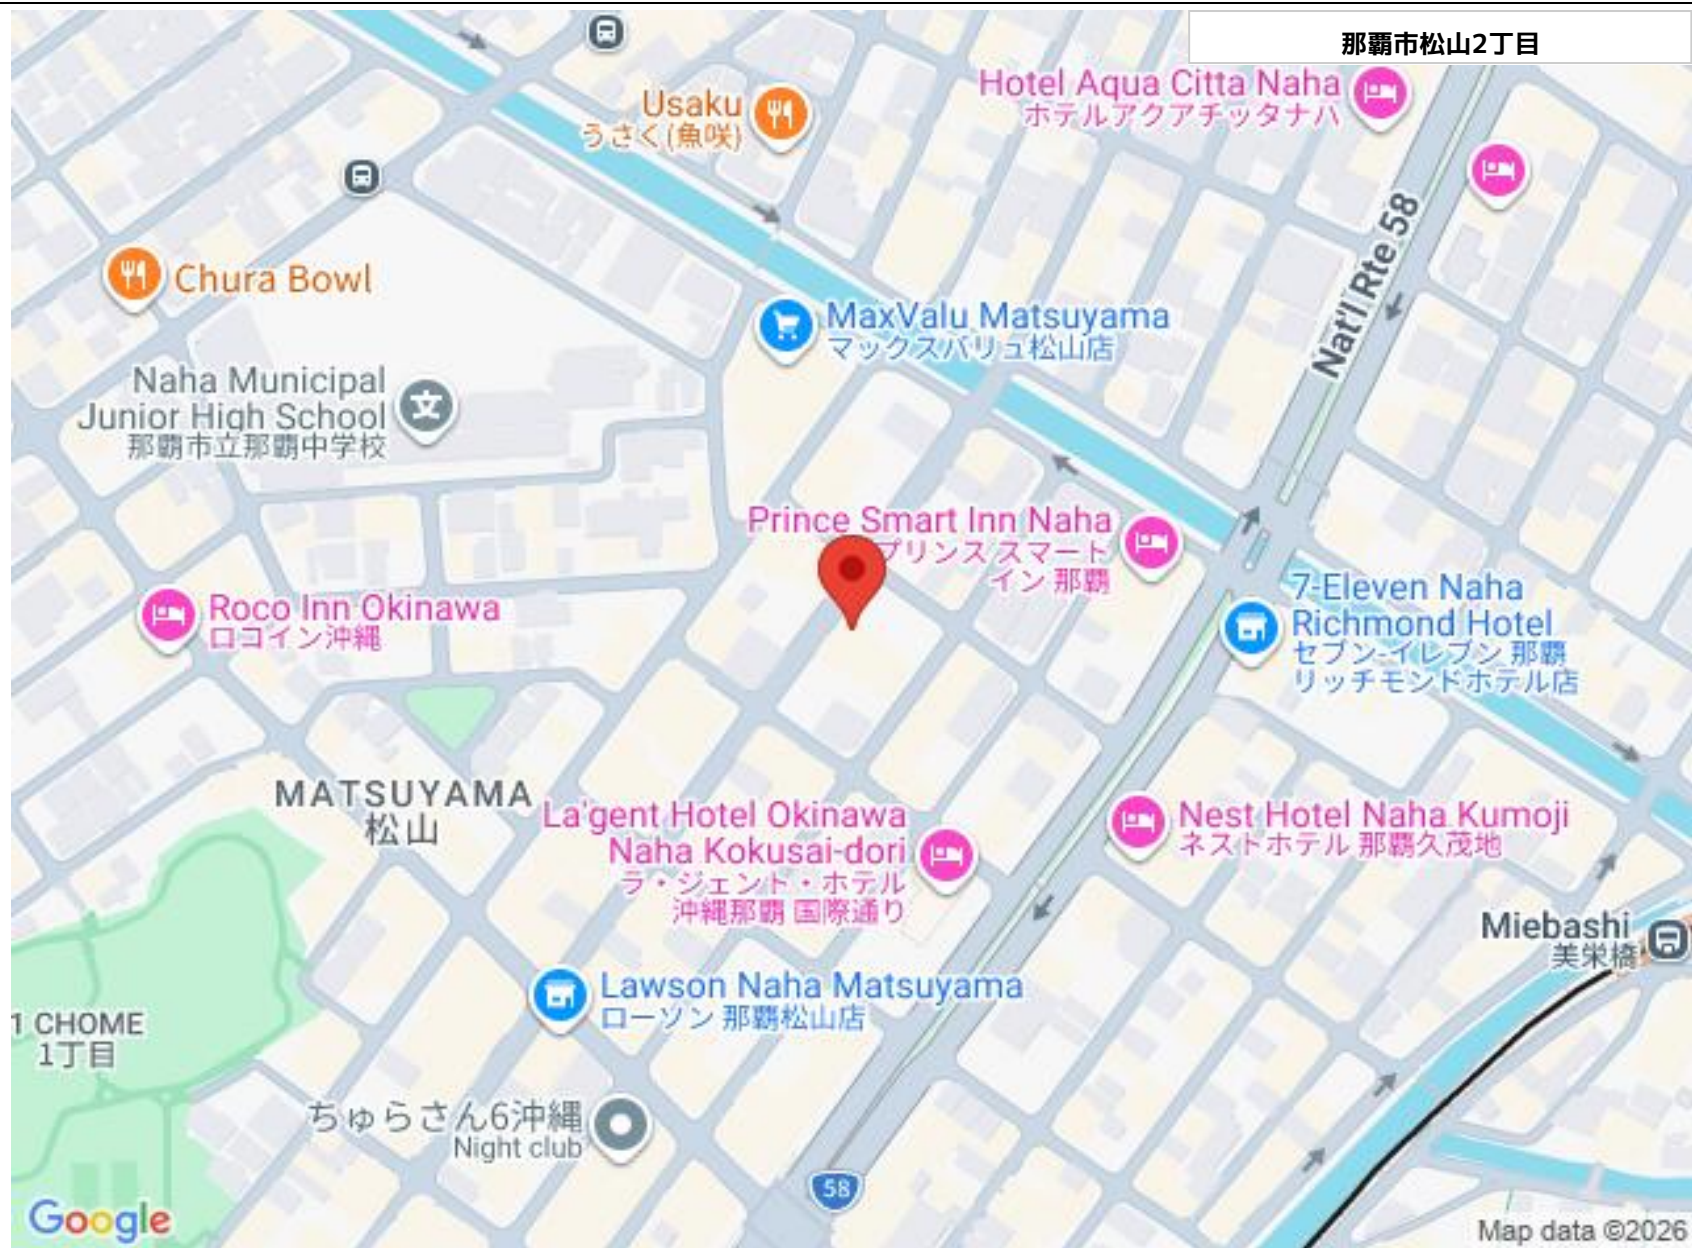 那覇市松山2丁目
Hotel Aqua Citta Naha
ホテルアクアチッタナハ
Usaku
うさく(魚咲)
Nat'l Rte 58
Chura Bowl
MaxValu Matsuyama
マックスバリュ松山店
Naha Municipal
Junior High School
那覇市立那覇中学校
文
Prince Smart Inn Naha
プリンス スマート
イン 那覇
7-Eleven Naha
Richmond Hotel
セブン-イレブン 那覇
リッチモンドホテル店
Roco Inn Okinawa
ロコイン沖縄
MATSUYAMA
松山
La'gent Hotel Okinawa
Naha Kokusai-dori
ラ・ジェント・ホテル
沖縄那覇 国際通り
Nest Hotel Naha Kumoji
ネストホテル 那覇久茂地
Miebashi
美栄橋
Lawson Naha Matsuyama
ローソン 那覇松山店
1 CHOME
1丁目
ちゅらさん6沖縄
Night club
58
Google
Map data ©2026